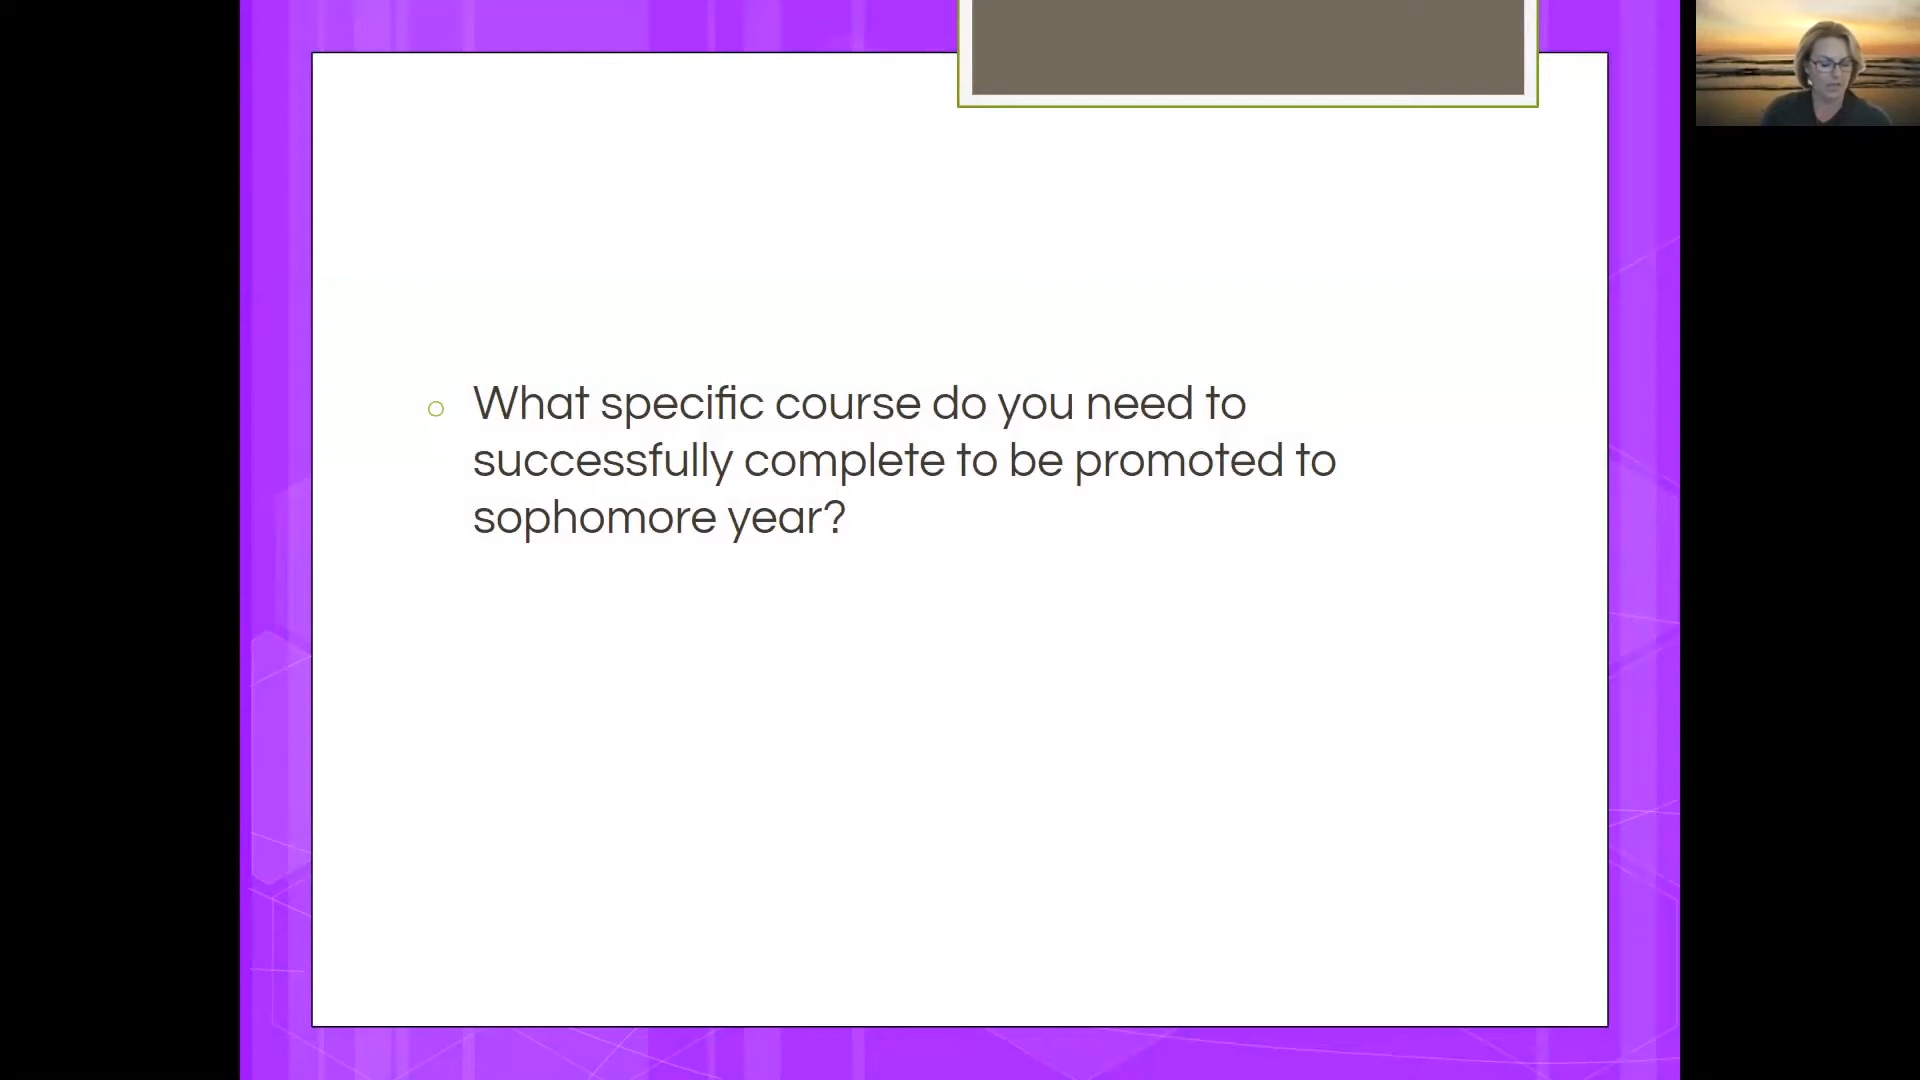 What specific course do you need to
successfully complete to be promoted to
sophomore year?